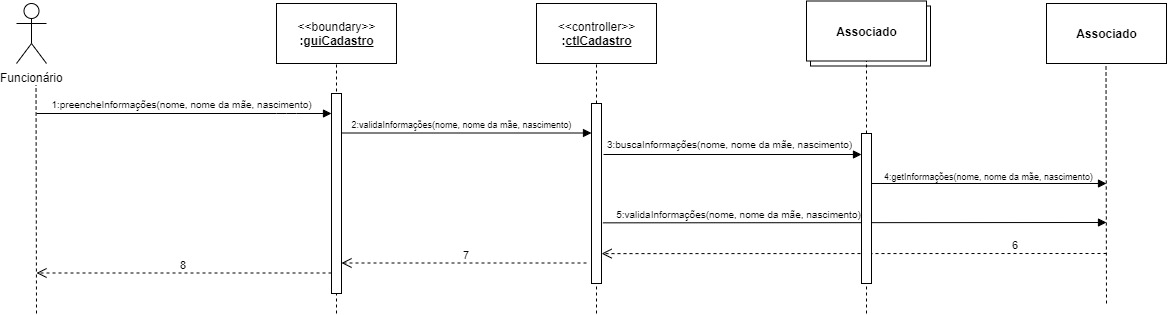 <<boundary>>
:guiCadastro
<<controller>>
:ctlCadastro
Associado
Associado
Funcionário
1:preencheInformações(nome, nome da mãe, nascimento)
2:validaInformações(nome, nome da mãe, nascimento)
3:buscaInformações(nome, nome da mãe, nascimento)
4:getInformações(nome, nome da mãe, nascimento)
5:validaInformações(nome, nome da mãe, nascimento)
6
7
8